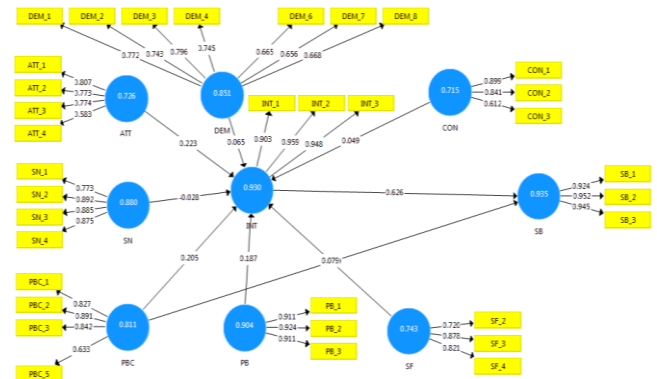 DEM_1 DEM_2 DEM_3 DEM_4 DEM_6 DEM_7 DEM_8
0.772 0.743 0.796 0.745 0.665 0.656 0.668
ATT_1
ATT_2
ATT_3
ATT_4
0.807
0.773
0.774
0.583
0.726
ATT
0.851
DEM
INT_1 INT_2 INT_3
0.715
CON
0.895
0.841
0.612
CON_1
CON_2
CON_3
0.223
0.065
0.903
0.959
0.948
0.049
SN_1
SN_2
SN_3
SN_4
0.773
0.892
0.885
0.875
0.880
SN
-0.028
0.930
INT
0.626
0.935
SB
0.924
0.952
0.945
SB_1
SB_2
SB_3
0.205
0.187
0.079
PBC_1
PBC_2
PBC_3
PBC_5
0.827
0.891
0.842
0.633
0.811
PBC
0.904
PB
0.911
0.924
0.911
PB_1
PB_2
PB_3
0.743
SF
0.720
0.878
0.821
SF_2
SF_3
SF_4